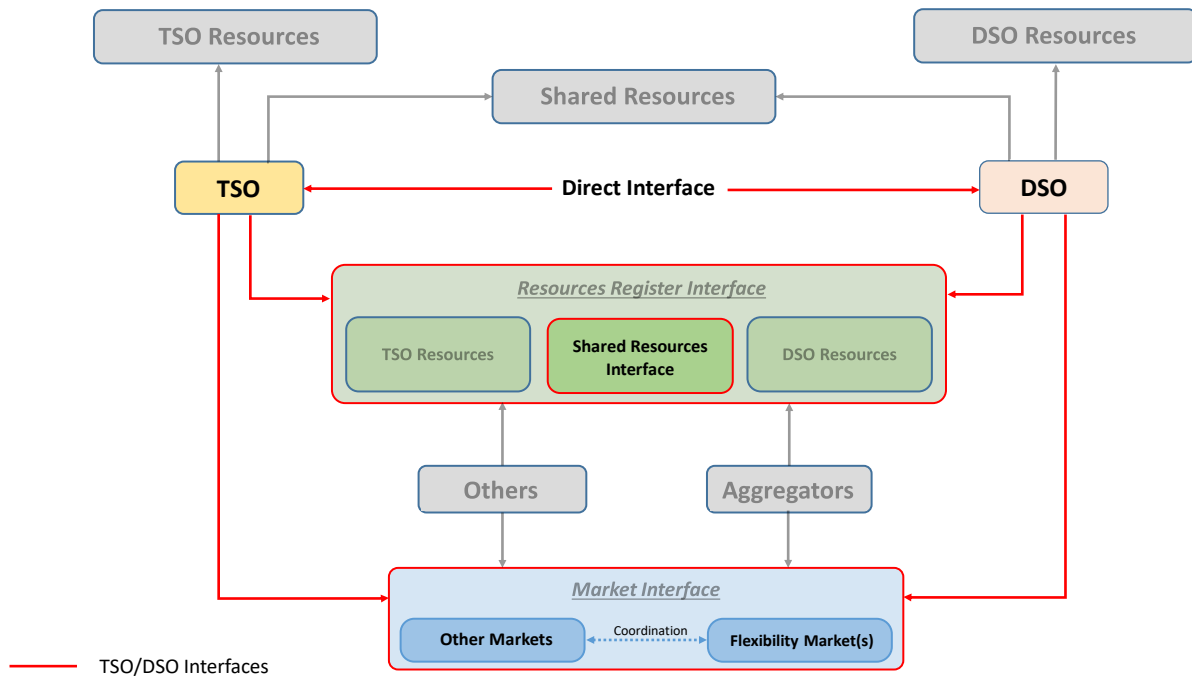 TSO Resources
DSO Resources
Shared Resources
TSO
Direct Interface
DSO
Resources Register Interface
TSO Resources
Shared Resources
Interface
DSO Resources
Others
Aggregators
Market Interface
Other Markets
Coordination
Flexibility Market(s)
TSO/DSO Interfaces